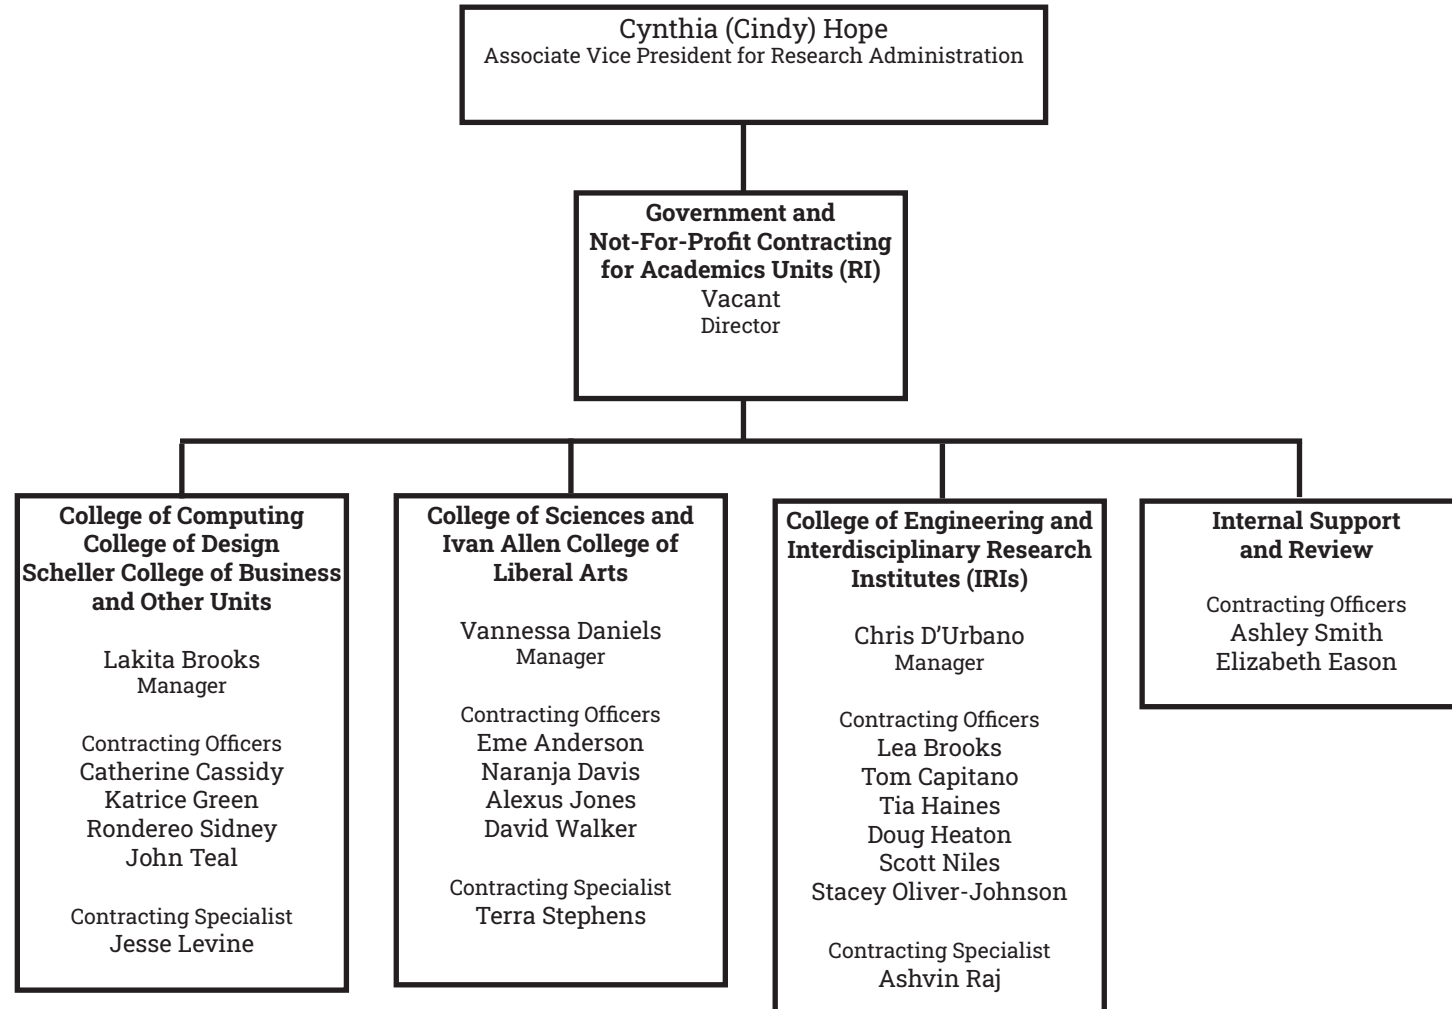 Cynthia (Cindy) Hope
Associate Vice President for Research Administration
Government and
Not-For-Profit Contracting
for Academics Units (RI)
Vacant
Director
College of Computing
College of Design
Scheller College of Business
and Other Units
Lakita Brooks
Manager
Contracting Officers
Catherine Cassidy
Katrice Green
Rondereo Sidney
John Teal
Contracting Specialist
Jesse Levine
College of Sciences and
Ivan Allen College of
Liberal Arts
Vannessa Daniels
Manager
Contracting Officers
Eme Anderson
Naranja Davis
Alexus Jones
David Walker
Contracting Specialist
Terra Stephens
College of Engineering and
Interdisciplinary Research
Institutes (IRIs)
Chris D’Urbano
Manager
Contracting Officers
Lea Brooks
Tom Capitano
Tia Haines
Doug Heaton
Scott Niles
Stacey Oliver-Johnson
Contracting Specialist
Ashvin Raj
Internal Support
and Review
Contracting Officers
Ashley Smith
Elizabeth Eason